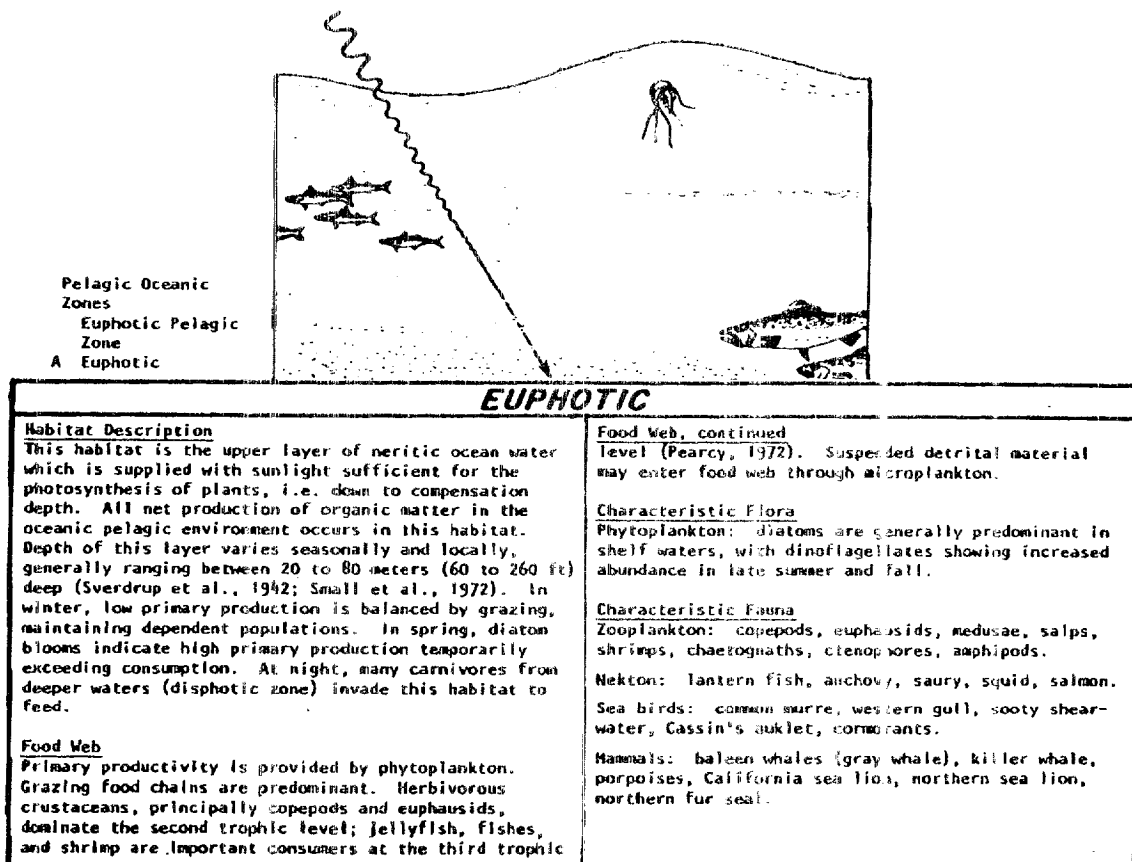 Pelagic Oceanic
Zones
Euphotic Pelagic
Zone
A Euphotic
EUPHOTIC
Habitat Description
This habitat is the upper layer of neritic ocean water
which is supplied with sunlight sufficient for the
photosynthesis of plants, i.e. down to compensation
depth. All net production of organic matter in the
oceanic pelagic environment occurs in this habitat.
Depth of this layer varies seasonally and locally,
generally ranging between 20 to 80 meters (60 to 260 ft)
deep (Sverdrup et al., 1942; Small et al., 1972). In
winter, low primary production is balanced by grazing,
maintaining dependent populations. In spring, diatom
blooms indicate high primary production temporarily
exceeding consumption. At night, many carnivores from
deeper waters (disphotic zone) invade this habitat to
feed.
Food Web
Primary productivity is provided by phytoplankton.
Grazing food chains are predominant. Herbivorous
crustaceans, principally copepods and euphausids,
dominate the second trophic level; jellyfish, fishes,
and shrimp are important consumers at the third trophic
Food Web, continued
level (Pearcy, 1972). Suspended detrital material
may enter food web through microplankton.
Characteristic Flora
Phytoplankton: diatoms are generally predominant in
shelf waters, with dinoflagellates showing increased
abundance in late summer and fall.
Characteristic Fauna
Zooplankton: copepods, euphausids, medusae, salps,
shrimps, chaetognaths, ctenophores, amphipods.
Nekton: lantern fish, anchovy, saury, squid, salmon.
Sea birds: common murre, western gull, sooty shear-
water, Cassin's auklet, cormorants.
Mammals: baleen whales (gray whale), killer whale,
porpoises, California sea lion, northern sea lion,
northern fur seal.